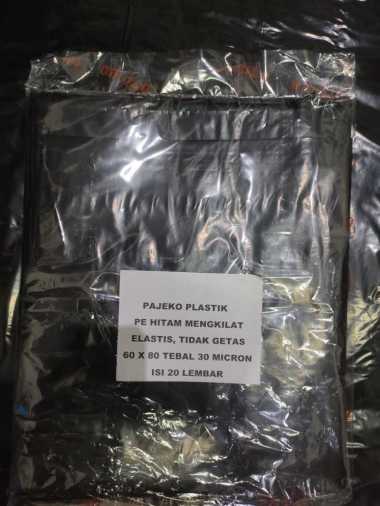 PAJEKO PLASTIK
PE HITAM MENGKILAT
ELASTIS, TIDAK GETAS
60 X 80 TEBAL 30 MICRON
ISI 20 LEMBAR